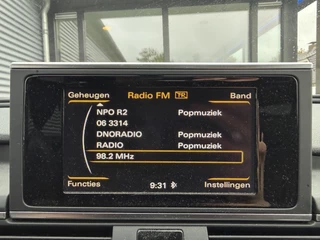 Geheugen Radio FM TP Band
NPO R2 Popmuziek
06 3314
DNORADIO Popmuziek
RADIO Popmuziek
98.2 MHz
Functies 9:31 Instellingen